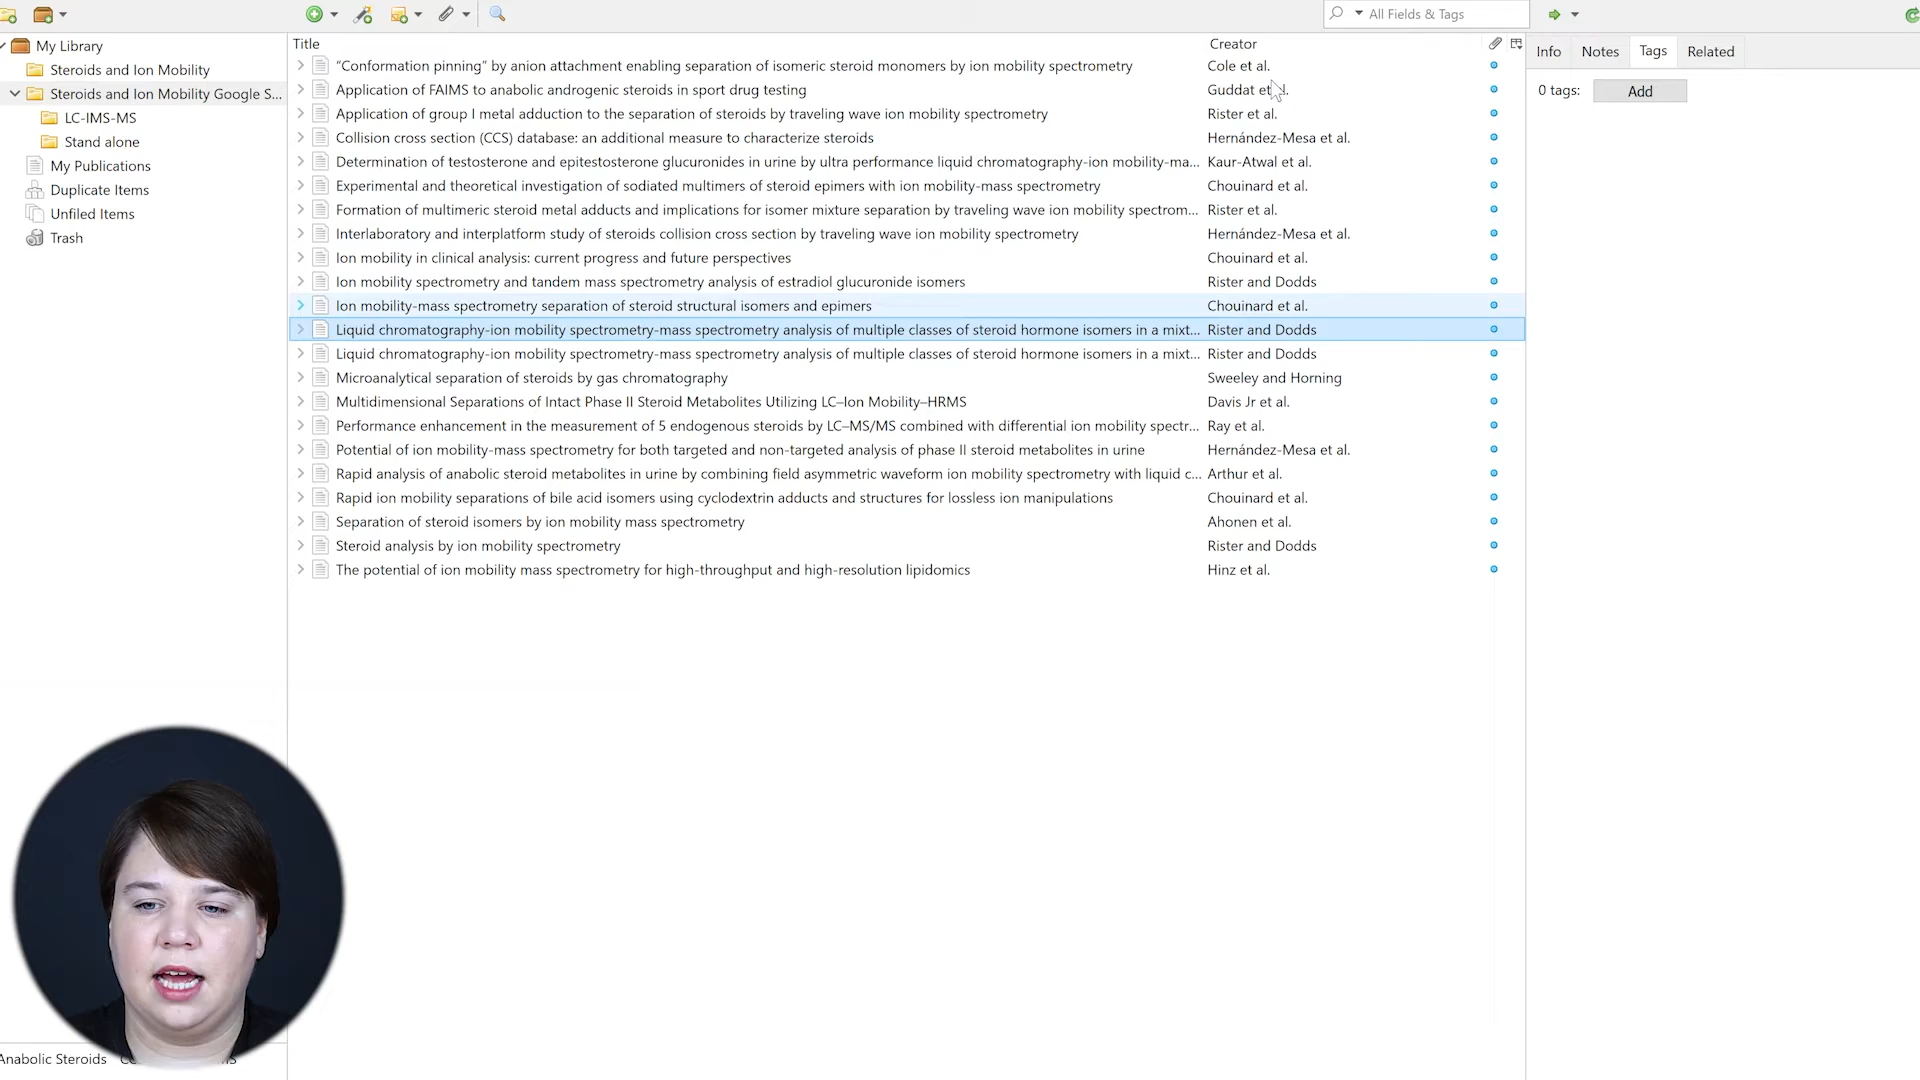 All Fields & Tags
My Library
Steroids and Ion Mobility
Steroids and Ion Mobility Google S...
LC-IMS-MS
Stand alone
My Publications
Duplicate Items
Unfiled Items
Trash
Title Creator
“Conformation pinning” by anion attachment enabling separation of isomeric steroid monomers by ion mobility spectrometry Cole et al.
Application of FAIMS to anabolic androgenic steroids in sport drug testing Guddat et
Application of group I metal adduction to the separation of steroids by traveling wave ion mobility spectrometry Rister et al.
Collision cross section (CCS) database: an additional measure to characterize steroids Hernández-Mesa et al.
Determination of testosterone and epitestosterone glucuronides in urine by ultra performance liquid chromatography-ion mobility-ma... Kaur-Atwal et al.
Experimental and theoretical investigation of sodiated multimers of steroid epimers with ion mobility-mass spectrometry Chouinard et al.
Formation of multimeric steroid metal adducts and implications for isomer mixture separation by traveling wave ion mobility spectrom... Rister et al.
Interlaboratory and interplatform study of steroids collision cross section by traveling wave ion mobility spectrometry Hernández-Mesa et al.
Ion mobility in clinical analysis: current progress and future perspectives Chouinard et al.
Ion mobility spectrometry and tandem mass spectrometry analysis of estradiol glucuronide isomers Rister and Dodds
Ion mobility-mass spectrometry separation of steroid structural isomers and epimers Chouinard et al.
Liquid chromatography-ion mobility spectrometry-mass spectrometry analysis of multiple classes of steroid hormone isomers in a mixt... Rister and Dodds
Liquid chromatography-ion mobility spectrometry-mass spectrometry analysis of multiple classes of steroid hormone isomers in a mixt... Rister and Dodds
Microanalytical separation of steroids by gas chromatography Sweeley and Horning
Multidimensional Separations of Intact Phase II Steroid Metabolites Utilizing LC–Ion Mobility–HRMS Davis Jr et al.
Performance enhancement in the measurement of 5 endogenous steroids by LC–MS/MS combined with differential ion mobility spectr... Ray et al.
Potential of ion mobility-mass spectrometry for both targeted and non-targeted analysis of phase II steroid metabolites in urine Hernández-Mesa et al.
Rapid analysis of anabolic steroid metabolites in urine by combining field asymmetric waveform ion mobility spectrometry with liquid c... Arthur et al.
Rapid ion mobility separations of bile acid isomers using cyclodextrin adducts and structures for lossless ion manipulations Chouinard et al.
Separation of steroid isomers by ion mobility mass spectrometry Ahonen et al.
Steroid analysis by ion mobility spectrometry Rister and Dodds
The potential of ion mobility mass spectrometry for high-throughput and high-resolution lipidomics Hinz et al.
Info Notes Tags Related
0 tags: Add
Anabolic Steroids